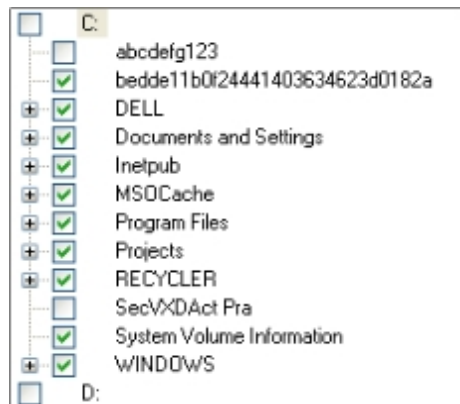 C:
abcdefg123
bedde11b0f24441403634623d0182a
DELL
Documents and Settings
Inetpub
MSOCache
Program Files
Projects
RECYCLER
SecVXDAct Pra
System Volume Information
WINDOWS
D: